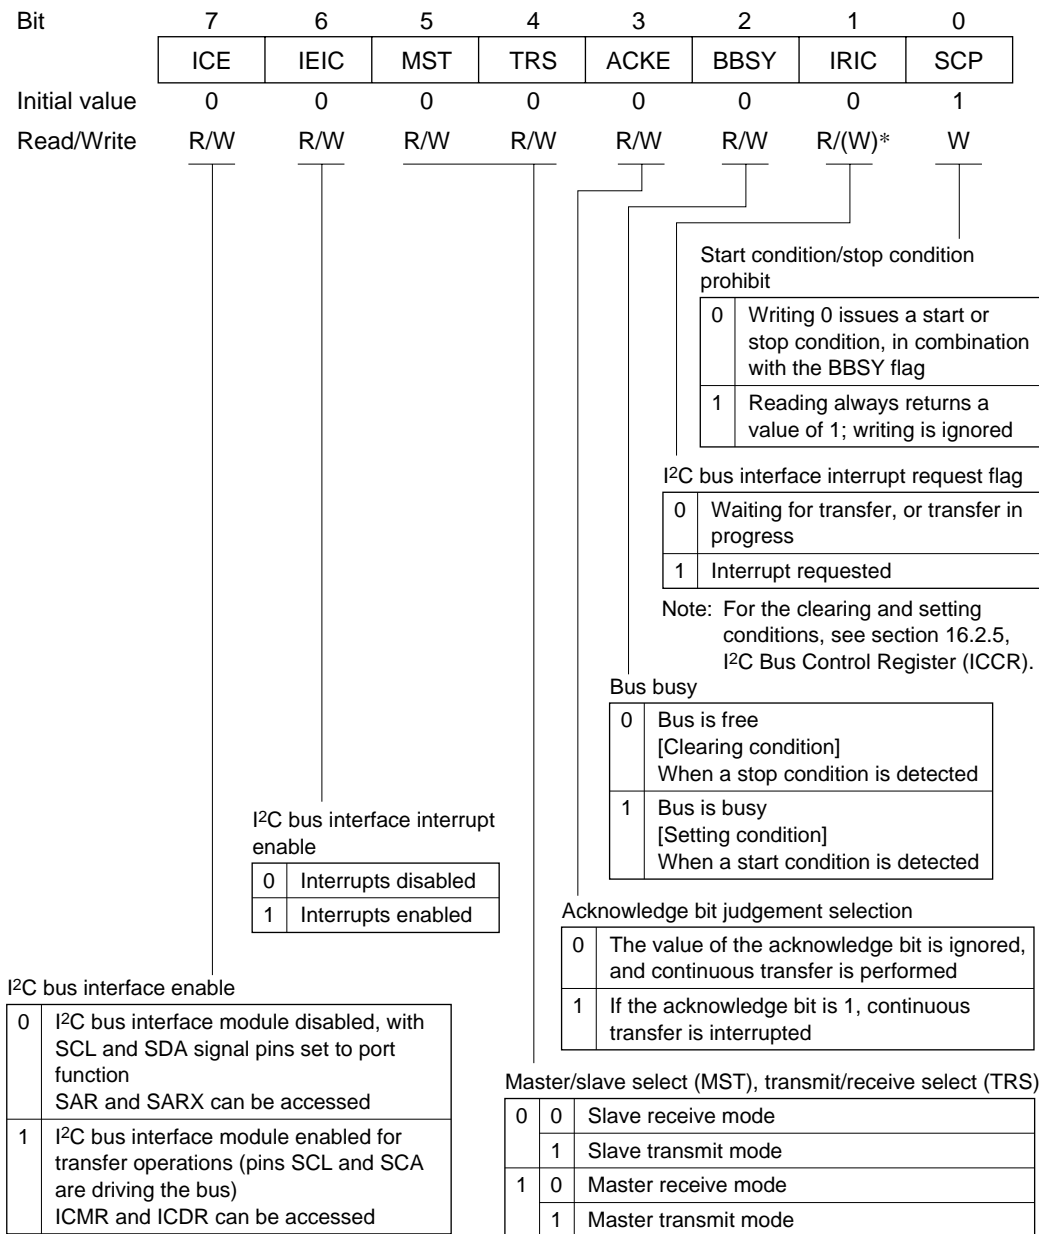 Bit 7 6 5 4 3 2 1 0
ICE IEIC MST TRS ACKE BBSY IRIC SCP
Initial value 0 0 0 0 0 0 0 1
Read/Write R/W R/W R/W R/W R/W R/W R/(W)* W
Start condition/stop condition
prohibit
0 Writing 0 issues a start or
stop condition, in combination
with the BBSY flag
1 Reading always returns a
value of 1; writing is ignored
I2C bus interface interrupt request flag
0 Waiting for transfer, or transfer in
progress
1 Interrupt requested
Note: For the clearing and setting
conditions, see section 16.2.5,
I2C Bus Control Register (ICCR).
Bus busy
0 Bus is free
[Clearing condition]
When a stop condition is detected
1 Bus is busy
[Setting condition]
When a start condition is detected
I2C bus interface interrupt
enable
0 Interrupts disabled
1 Interrupts enabled
Acknowledge bit judgement selection
0 The value of the acknowledge bit is ignored,
and continuous transfer is performed
1 If the acknowledge bit is 1, continuous
transfer is interrupted
I2C bus interface enable
0 I2C bus interface module disabled, with
SCL and SDA signal pins set to port
function
SAR and SARX can be accessed
1 I2C bus interface module enabled for
transfer operations (pins SCL and SCA
are driving the bus)
ICMR and ICDR can be accessed
Master/slave select (MST), transmit/receive select (TRS)
0 0 Slave receive mode
1 Slave transmit mode
1 0 Master receive mode
1 Master transmit mode